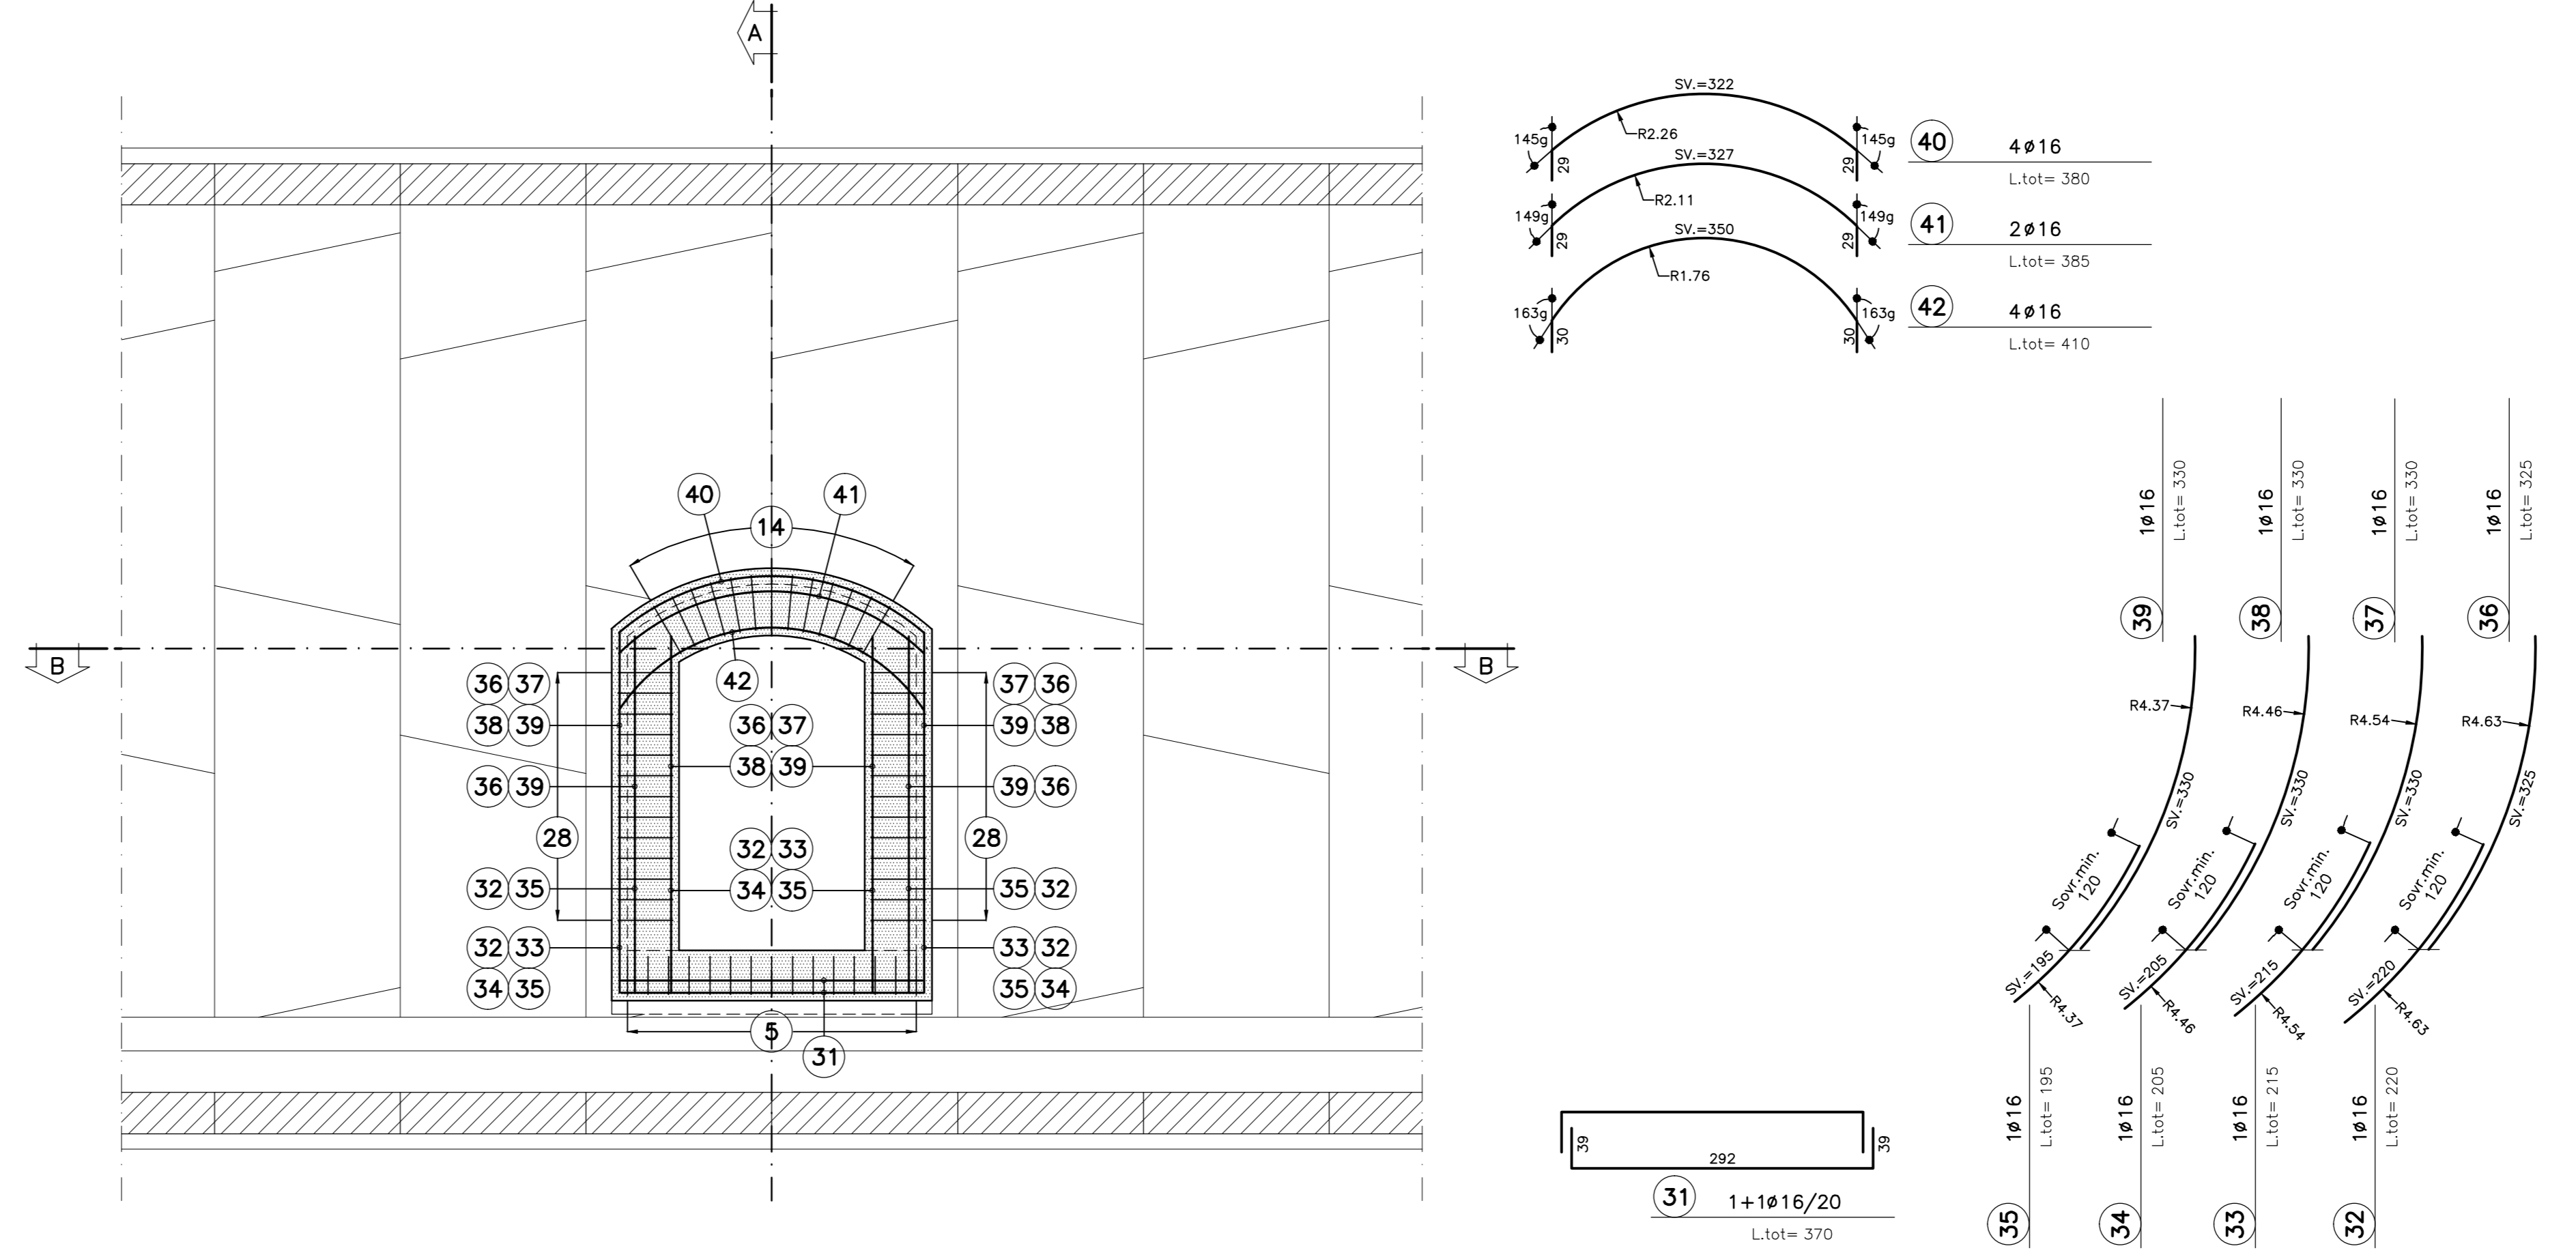 A
SV.=322
R2.26
145g
145g
29
29
40
4ø16
L.tot= 380
SV.=327
R2.11
149g
149g
29
29
41
2ø16
L.tot= 385
SV.=350
R1.76
163g
163g
30
30
42
4ø16
L.tot= 410
40
41
14
B
B
42
36 37
38 39
36 39
28
32 35
32 33
34 35
36 37
38 39
32 33
34 35
37 36
39 38
39 36
28
35 32
33 32
35 34
5
31
39
1ø16
L.tot= 330
R4.37
SV.=330
Sovr.min.
120
SV.=195
R4.37
1ø16
L.tot= 195
35
38
1ø16
L.tot= 330
R4.46
SV.=330
Sovr.min.
120
SV.=205
R4.46
1ø16
L.tot= 205
34
37
1ø16
L.tot= 330
R4.54
SV.=330
Sovr.min.
120
SV.=215
R4.54
1ø16
L.tot= 215
33
36
1ø16
L.tot= 325
R4.63
SV.=325
Sovr.min.
120
SV.=220
R4.63
1ø16
L.tot= 220
32
39
39
292
31
1+1ø16/20
L.tot= 370